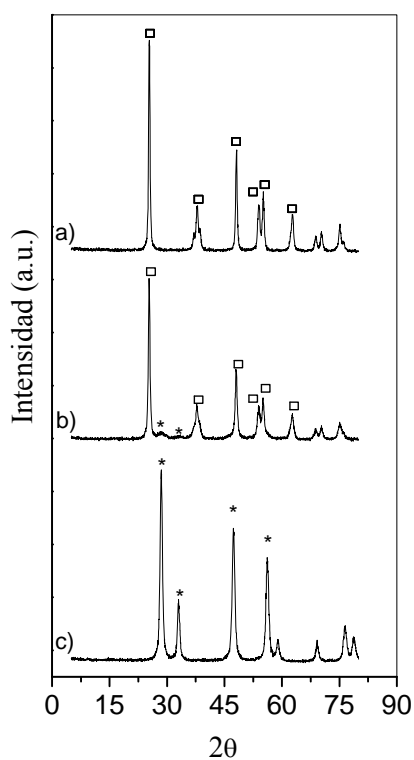 Intensidad (a.u.)
a)
b)
* *
c)
* * * *
0 15 30 45 60 75 90
2θ